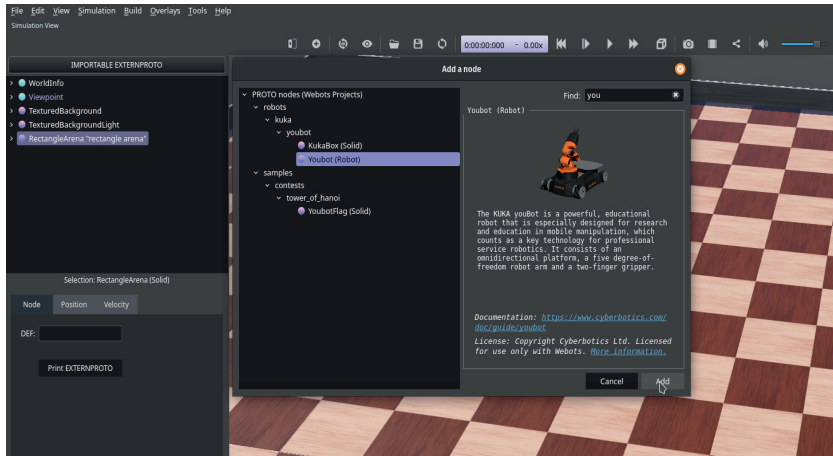 File Edit View Simulation Build Overlays Tools Help
Simulation View
0:00:00:000 - 0.00x
IMPORTABLE EXTERNPROTO
WorldInfo
Viewpoint
TexturedBackground
TexturedBackgroundLight
RectangleArena "rectangle arena"
Selection: RectangleArena (Solid)
Node Position Velocity
DEF:
Print EXTERNPROTO
Add a node
PROTO nodes (Webots Projects)
robots
kuka
youbot
KukaBox (Solid)
Youbot (Robot)
samples
contests
tower_of_hanoi
YoubotFlag (Solid)
Find: you
Youbot (Robot)
The KUKA youBot is a powerful, educational
robot that is especially designed for research
and education in mobile manipulation, which
counts as a key technology for professional
service robotics. It consists of an
omnidirectional platform, a five degree-of-
freedom robot arm and a two-finger gripper.
Documentation: https://www.cyberbotics.com/
doc/guide/youbot
License: Copyright Cyberbotics Ltd. Licensed
for use only with Webots. More information.
Cancel Add